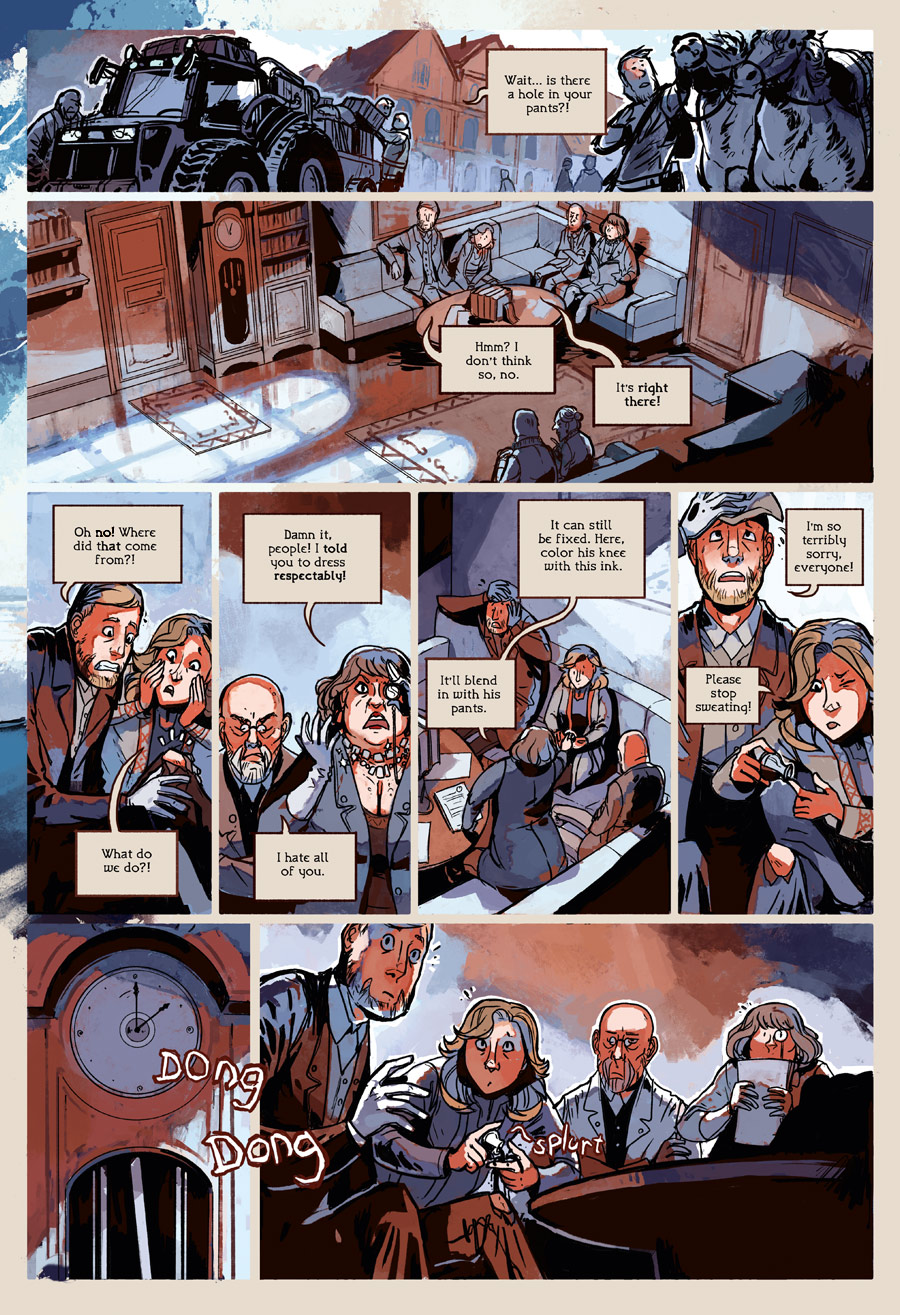 Wait... is there
a hole in your
pants?!
Hmm? I
don't think
so, no.
It's right
there!
Oh no! Where
did that come
from?!
What do
we do?!
Damn it,
people! I told
you to dress
respectably!
I hate all
of you.
It can still
be fixed. Here,
color his knee
with this ink.
It'll blend
in with his
pants.
I'm so
terribly
sorry,
everyone!
Please
stop
sweating!
Dong
Dong
splurt